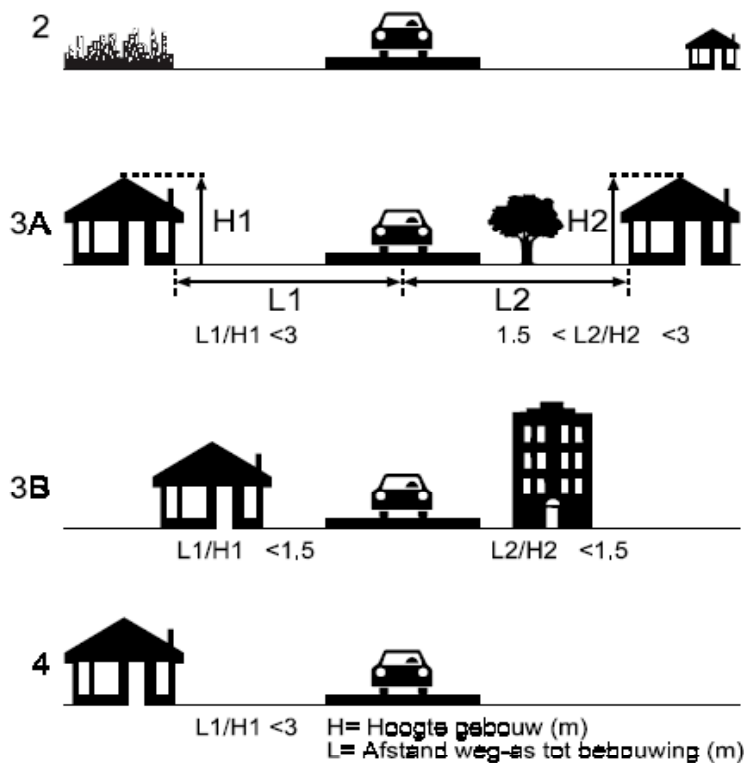 2
3A
H1
H2
L1
L2
L1/H1 <3
1.5 < L2/H2 <3
3B
L1/H1 <1,5
L2/H2 <1,5
4
L1/H1 <3
H= Hoogte gebouw (m)
L= Afstand weg-as tot bebouwing (m)